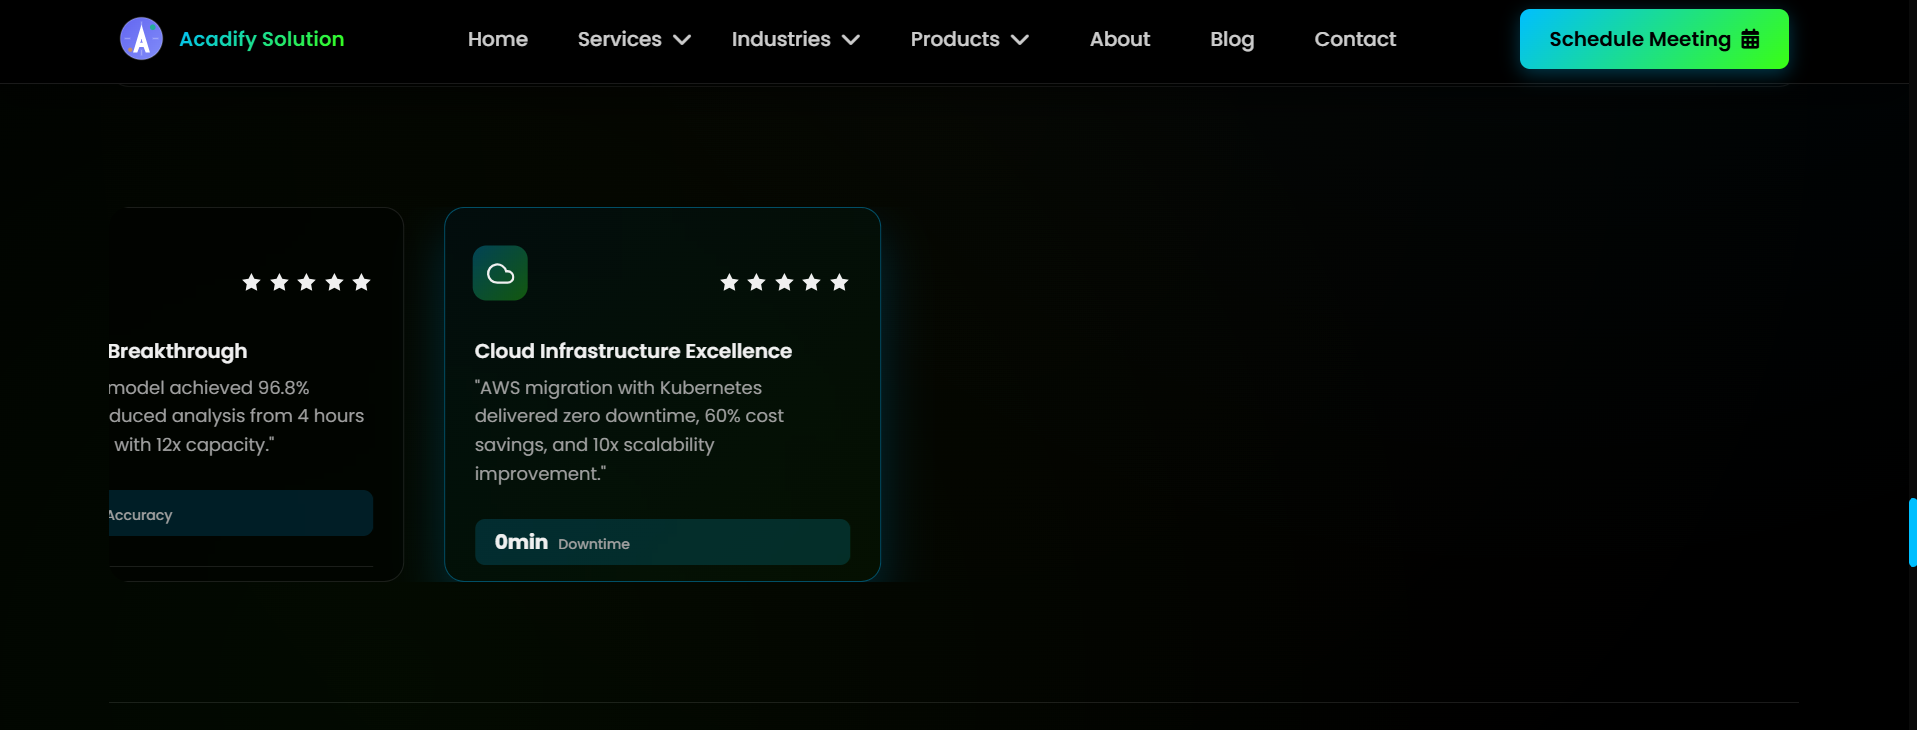 Acadify Solution
Home
Services
Industries
Products
About
Blog
Contact
Schedule Meeting
Breakthrough
model achieved 96.8%
duced analysis from 4 hours
with 12x capacity."
Accuracy
Cloud Infrastructure Excellence
"AWS migration with Kubernetes
delivered zero downtime, 60% cost
savings, and 10x scalability
improvement."
0min Downtime